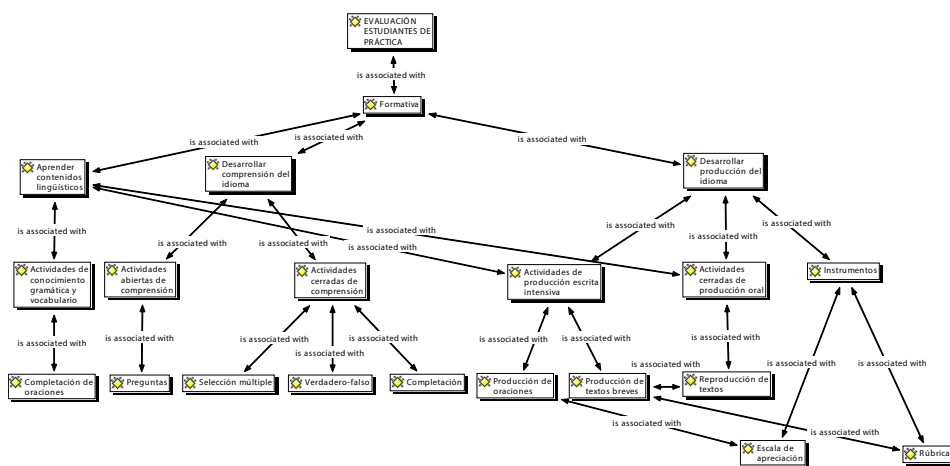 EVALUACIÓN
ESTUDIANTES DE
PRÁCTICA
is associated with
Formativa
is associated with
is associated with
is associated with
Aprender
contenidos
lingüísticos
Desarrollar
comprensión del
idioma
Desarrollar
producción del
idioma
is associated with
is associated with
is associated with
is associated with
is associated with
is associated with
is associated with
is associated with
Actividades de
conocimiento
gramática y
vocabulario
Actividades
abiertas de
comprensión
Actividades
cerradas de
comprensión
Actividades de
producción escrita
intensiva
Actividades
cerradas de
producción oral
Instrumentos
is associated with
is associated with
is associated with
is associated with
is associated with
is associated with
is associated with
is associated with
is associated with
is associated with
is associated with
Completación de
oraciones
Preguntas
Selección múltiple
Verdadero-falso
Completación
Producción de
oraciones
Producción de
textos breves
Reproducción de
textos
is associated with
is associated with
Escala de
apreciación
Rúbrica